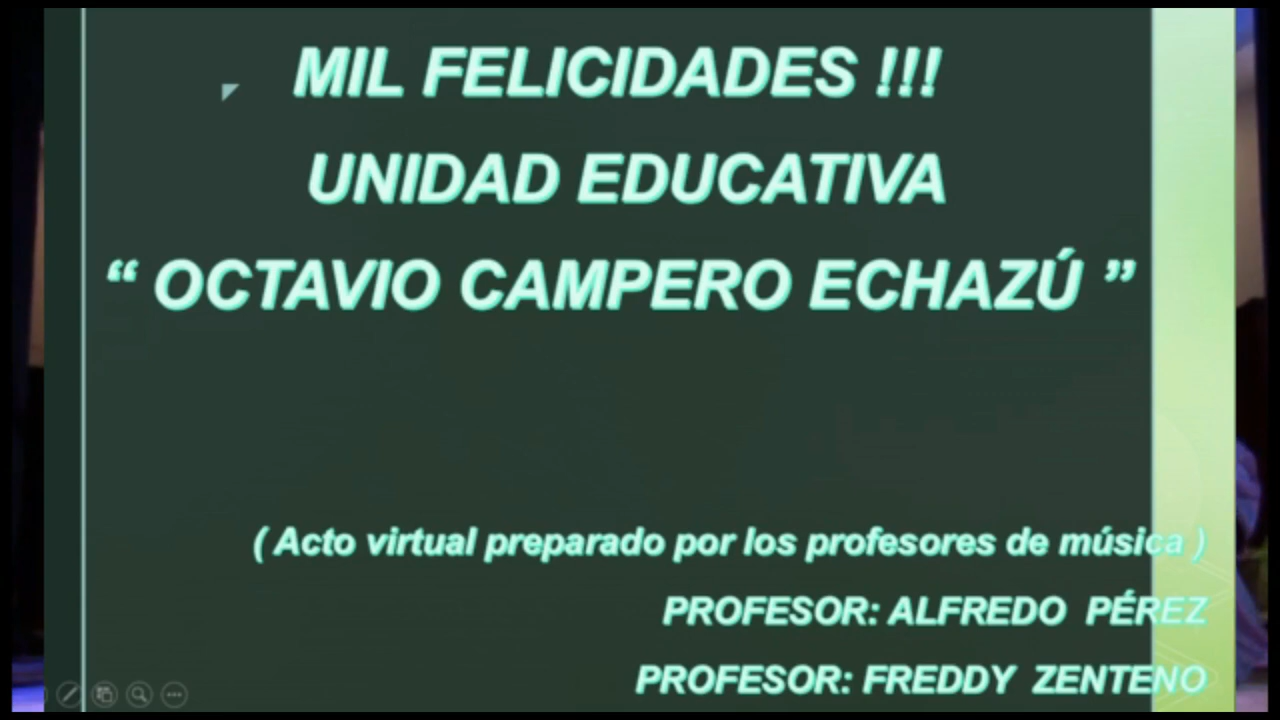 MIL FELICIDADES !!!
UNIDAD EDUCATIVA
“ OCTAVIO CAMPERO ECHAZÚ ”
( Acto virtual preparado por los profesores de música )
PROFESOR: ALFREDO PÉREZ
PROFESOR: FREDDY ZENTENO